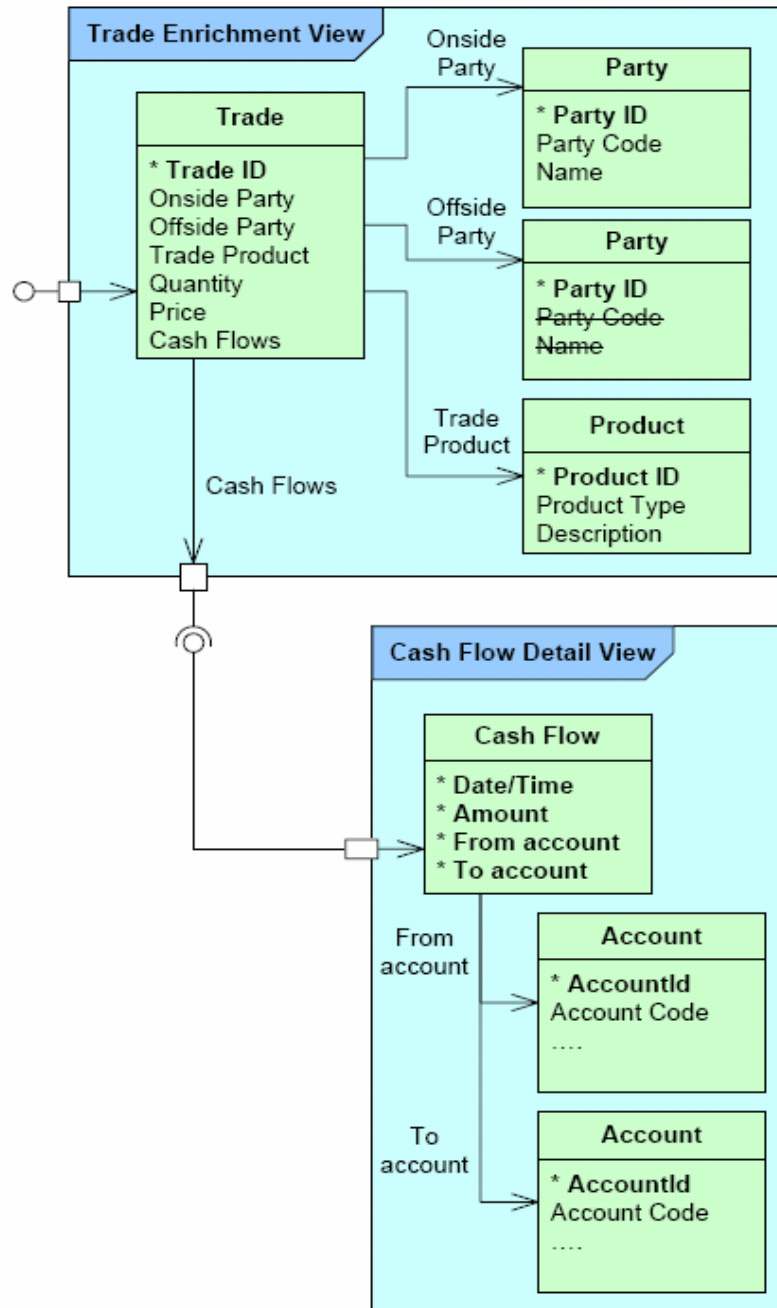 Trade Enrichment View
Onside
Party
Party
* Party ID
Party Code
Name
Trade
* Trade ID
Onside Party
Offside Party
Trade Product
Quantity
Price
Cash Flows
Offside
Party
Party
* Party ID
Party Code
Name
Trade
Product
Product
* Product ID
Product Type
Description
Cash Flows
Cash Flow Detail View
Cash Flow
* Date/Time
* Amount
* From account
* To account
From
account
Account
* AccountId
Account Code
....
To
account
Account
* AccountId
Account Code
....